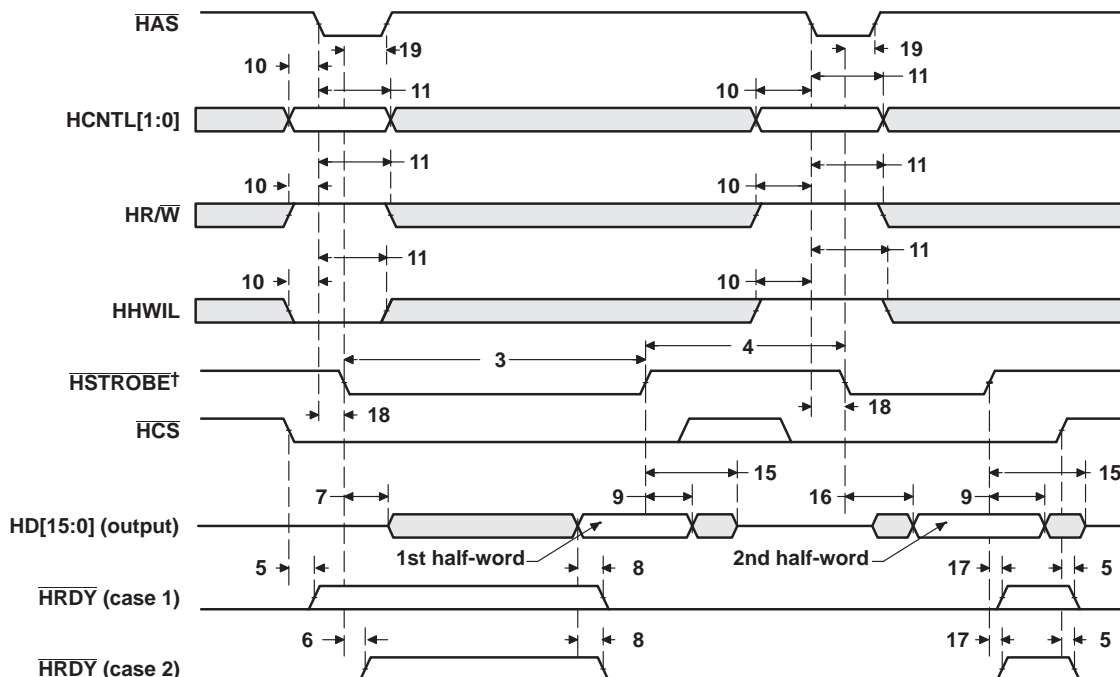 HAS
19
19
10
11
10
11
HCNTL[1:0]
11
11
10
10
HR/W
11
11
10
10
HHWIL
3
4
HSTROBE†
18
18
HCS
15
15
7
9
16
9
HD[15:0] (output)
1st half-word
2nd half-word
5
8
17
5
HRDY (case 1)
6
8
17
5
HRDY (case 2)